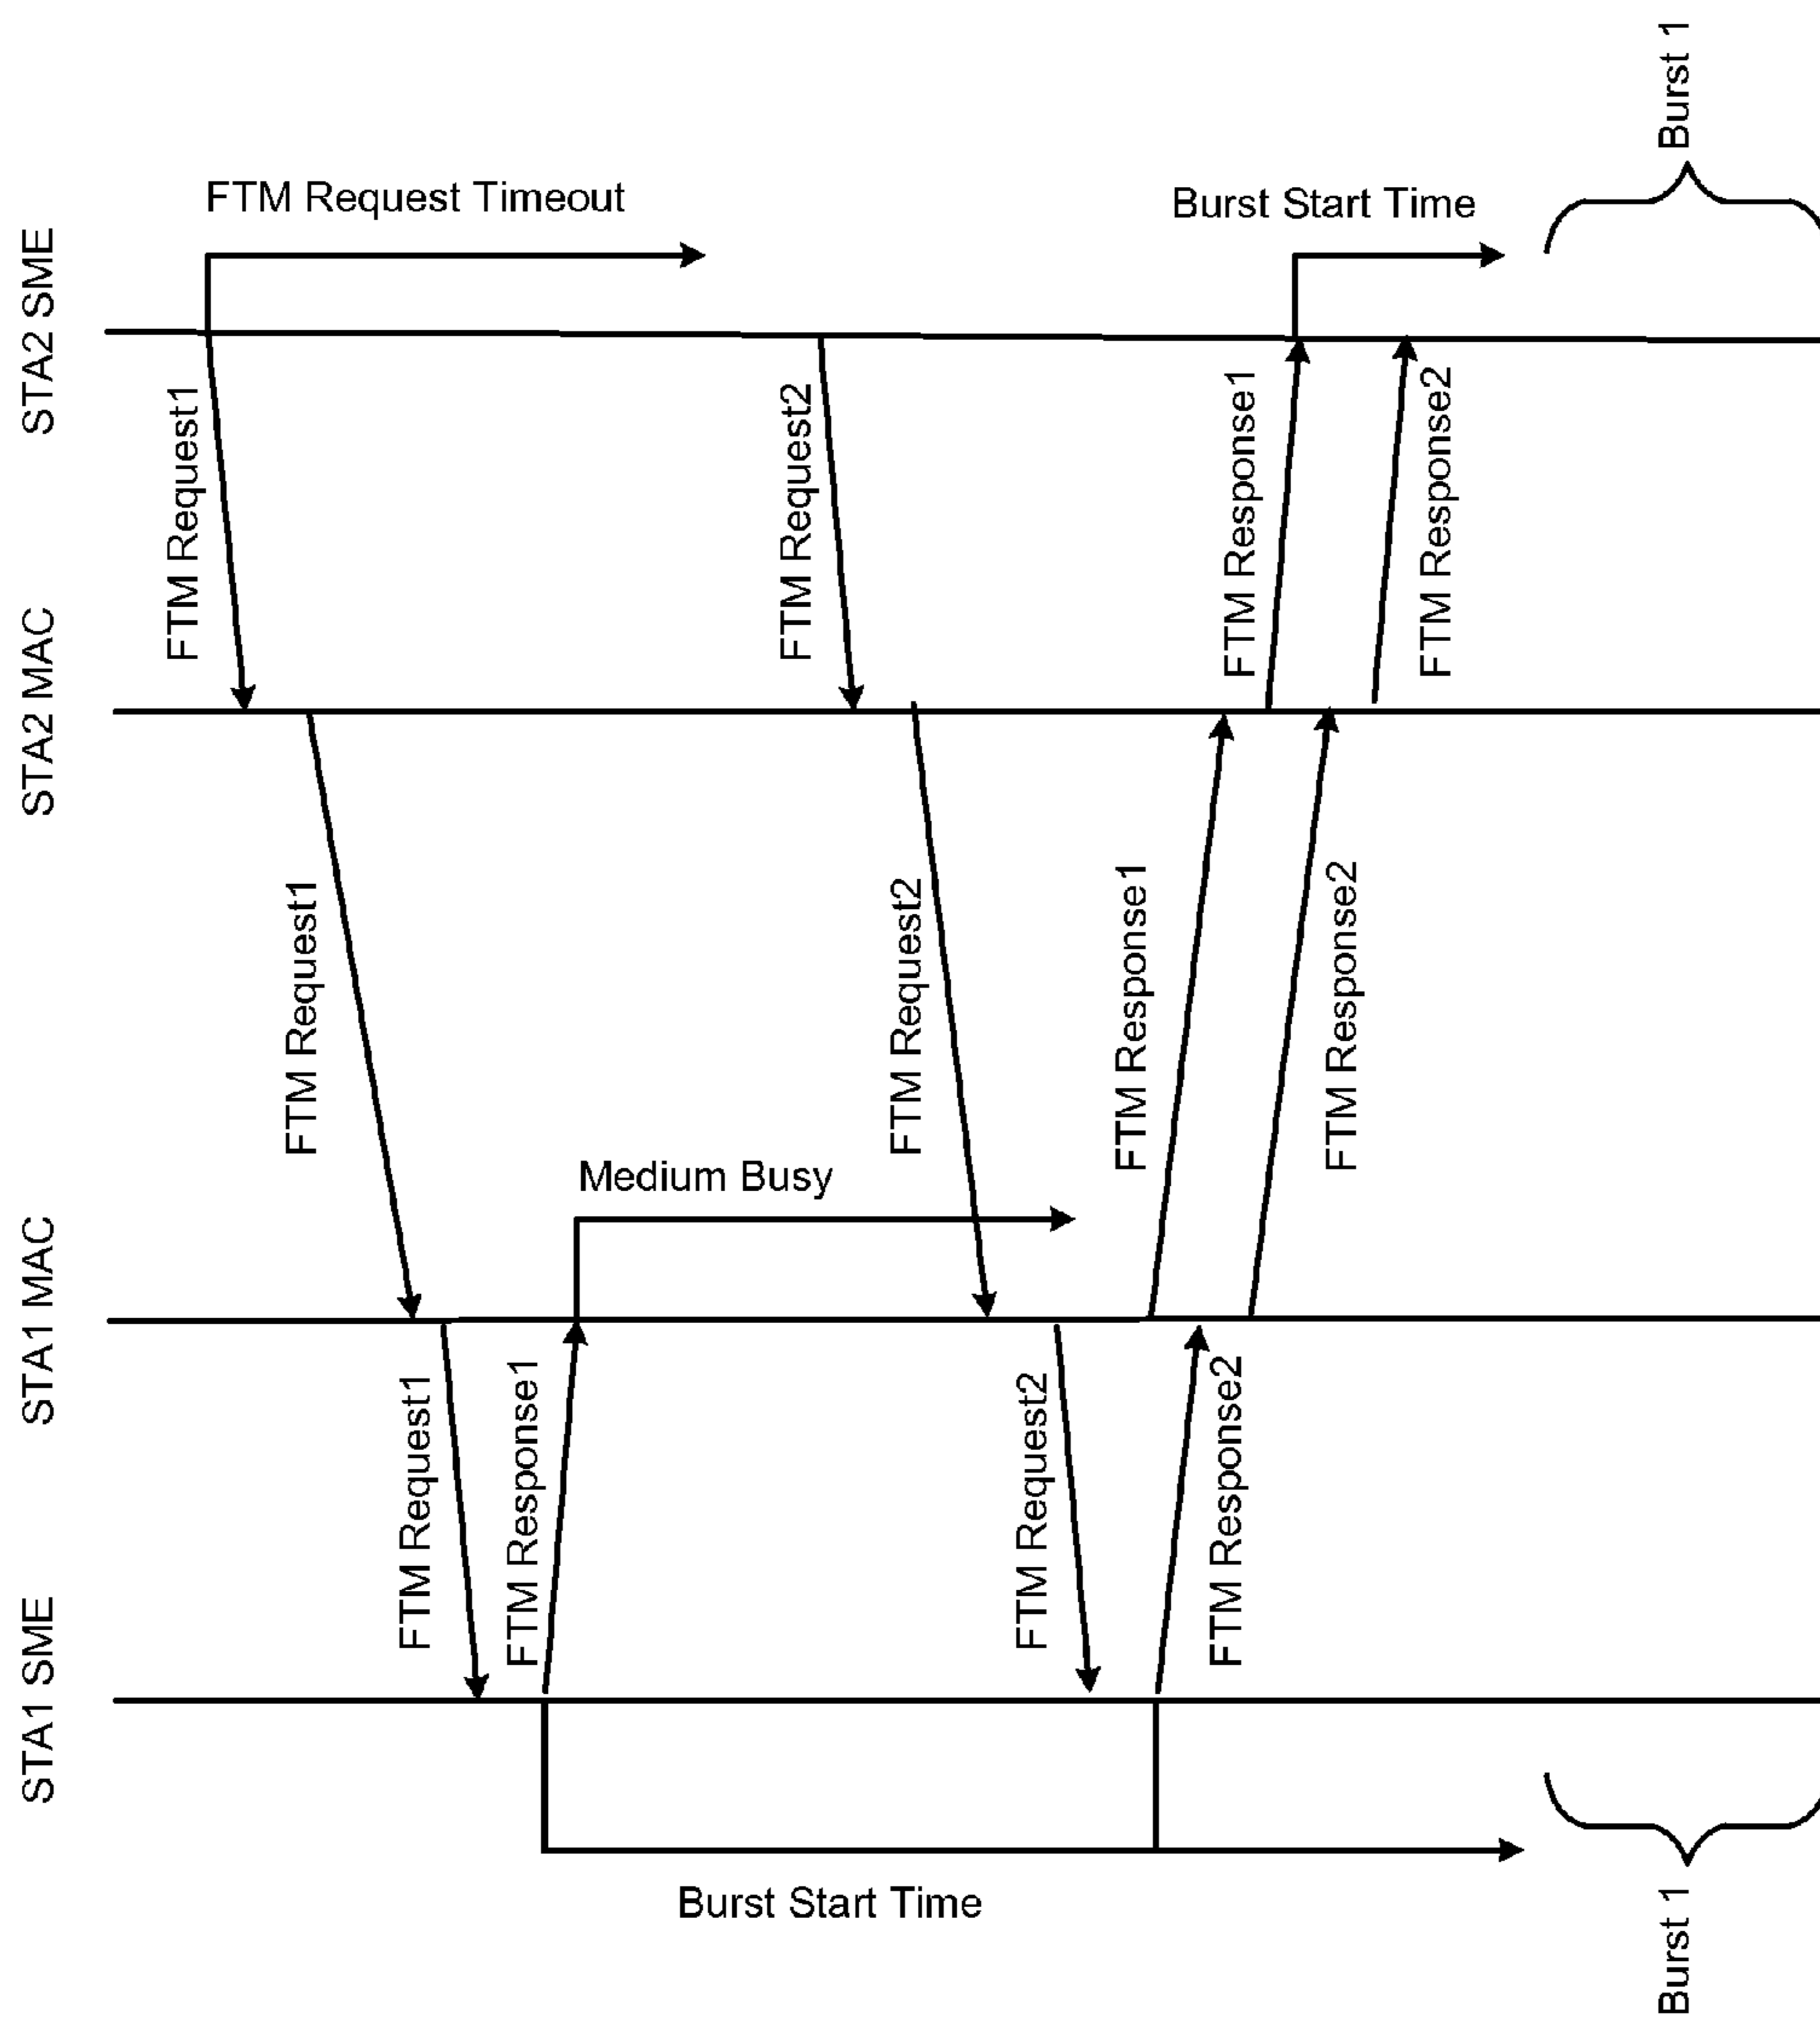 Burst 1
FTM Request Timeout
Burst Start Time
STA2 SME
FTM Request1
FTM Request2
FTM Response1
FTM Response2
STA2 MAC
FTM Request1
FTM Request2
FTM Response1
FTM Response2
Medium Busy
STA1 MAC
FTM Request1
FTM Response1
FTM Request2
FTM Response2
STA1 SME
Burst Start Time
Burst 1